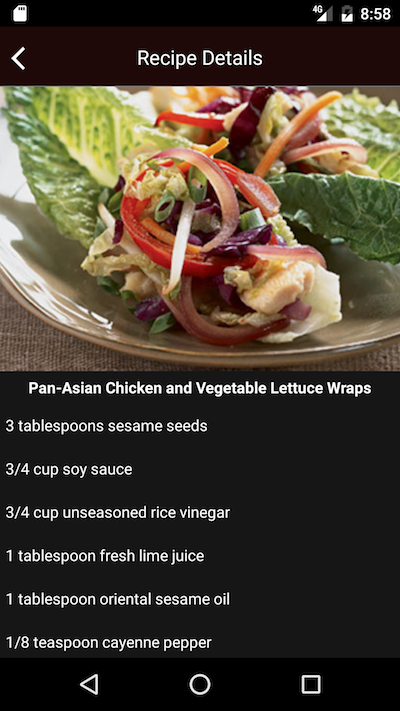 4G 8:58
Recipe Details
Pan-Asian Chicken and Vegetable Lettuce Wraps
3 tablespoons sesame seeds
3/4 cup soy sauce
3/4 cup unseasoned rice vinegar
1 tablespoon fresh lime juice
1 tablespoon oriental sesame oil
1/8 teaspoon cayenne pepper